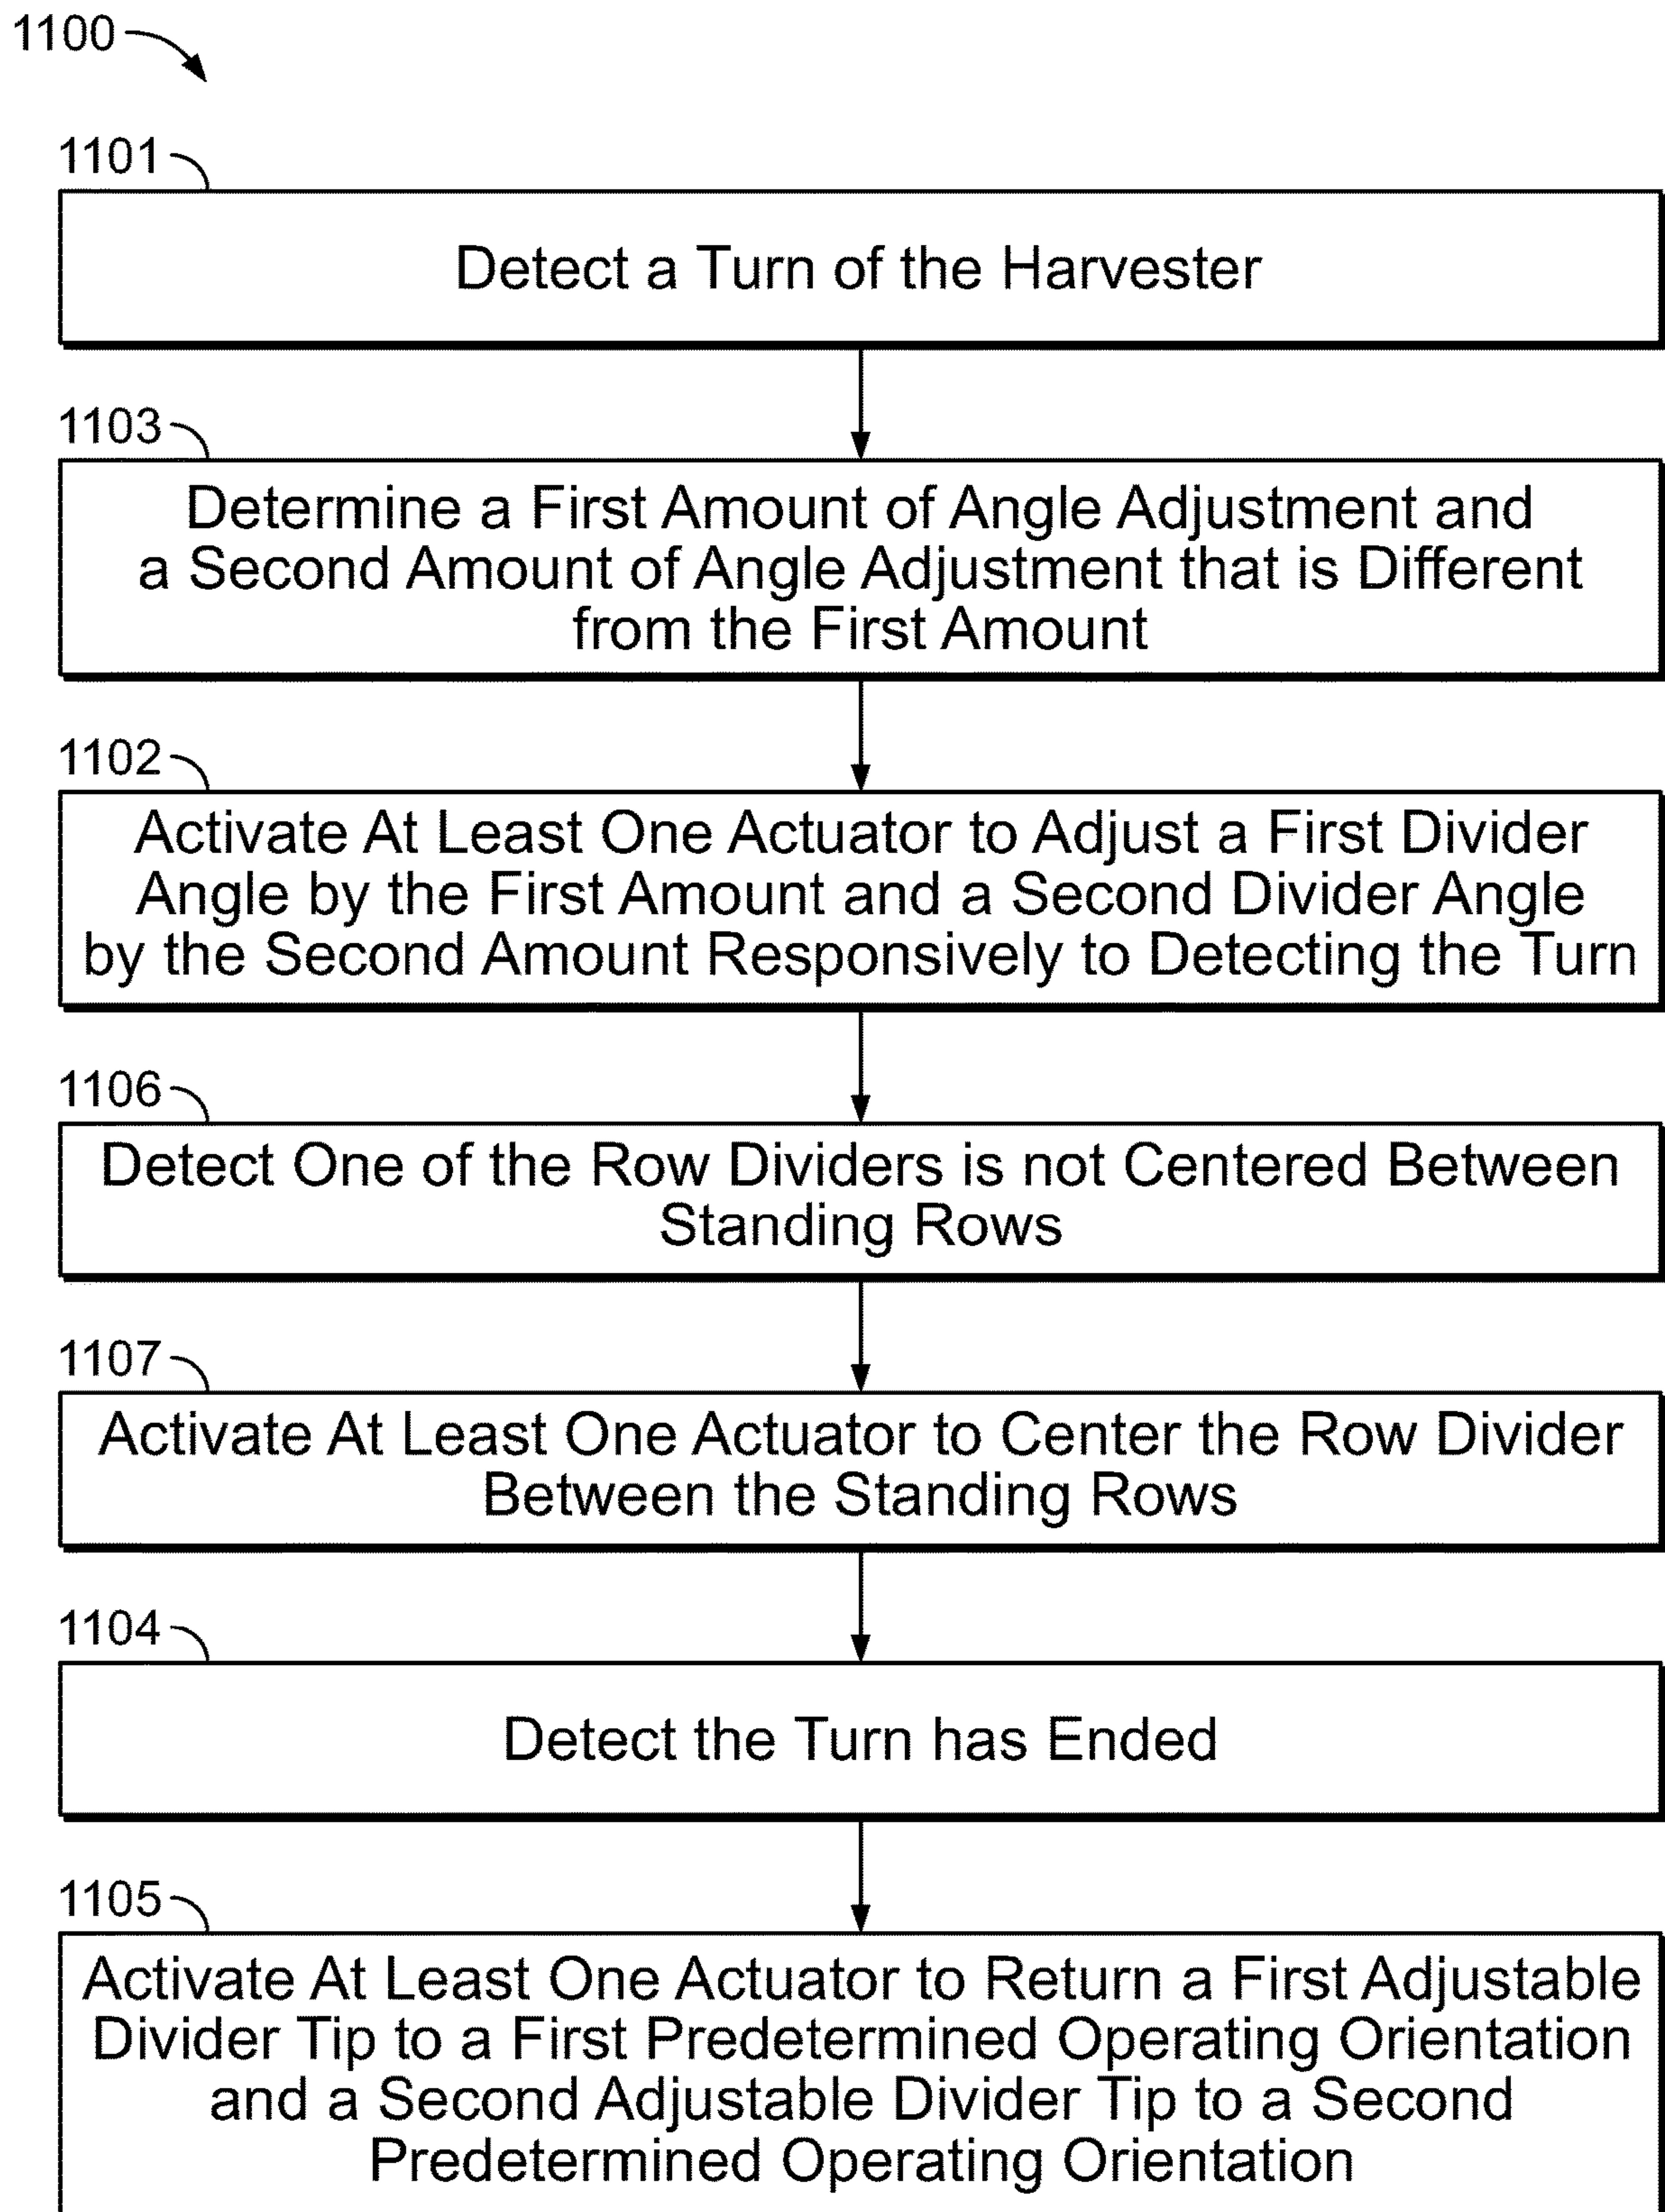 1100
1101
Detect a Turn of the Harvester
1103
Determine a First Amount of Angle Adjustment and
a Second Amount of Angle Adjustment that is Different
from the First Amount
1102
Activate At Least One Actuator to Adjust a First Divider
Angle by the First Amount and a Second Divider Angle
by the Second Amount Responsively to Detecting the Turn
1106
Detect One of the Row Dividers is not Centered Between
Standing Rows
1107
Activate At Least One Actuator to Center the Row Divider
Between the Standing Rows
1104
Detect the Turn has Ended
1105
Activate At Least One Actuator to Return a First Adjustable
Divider Tip to a First Predetermined Operating Orientation
and a Second Adjustable Divider Tip to a Second
Predetermined Operating Orientation